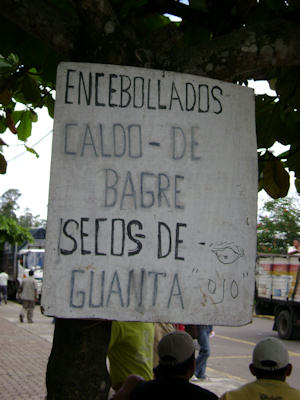 ENCEBOLLADOS
CALDO - DE
BAGRE
SECOS DE -
GUANTA "OJO"